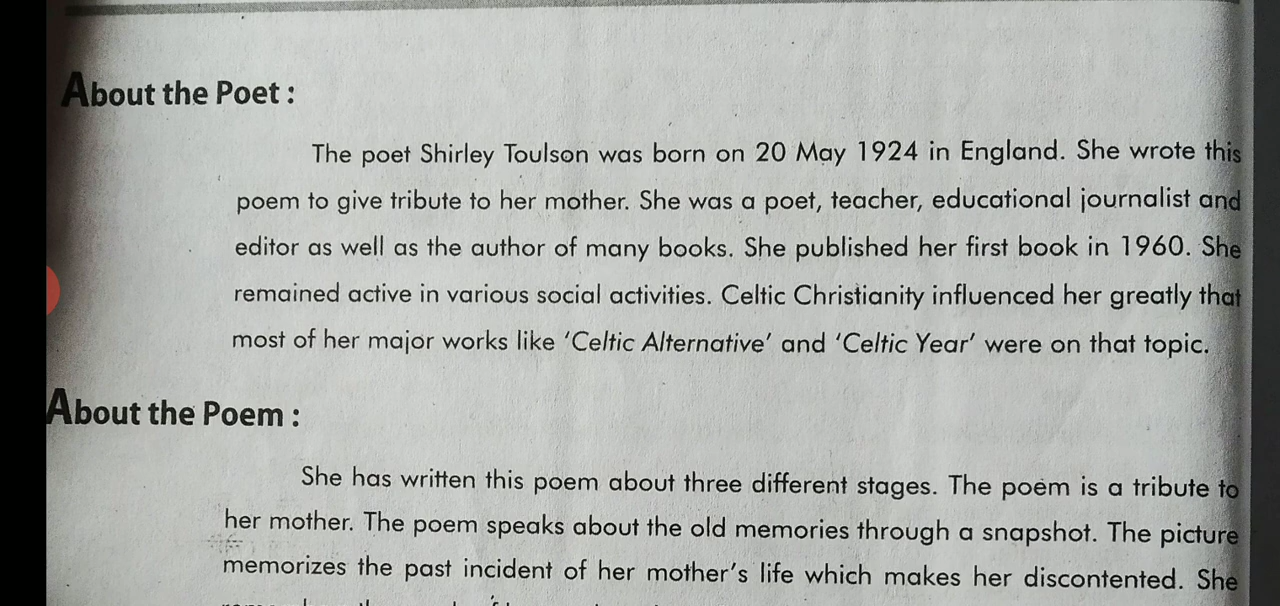 About the Poet :
The poet Shirley Toulson was born on 20 May 1924 in England. She wrote this
poem to give tribute to her mother. She was a poet, teacher, educational journalist and
editor as well as the author of many books. She published her first book in 1960. She
remained active in various social activities. Celtic Christianity influenced her greatly that
most of her major works like ‘Celtic Alternative’ and ‘Celtic Year’ were on that topic.
About the Poem :
She has written this poem about three different stages. The poem is a tribute to
her mother. The poem speaks about the old memories through a snapshot. The picture
memorizes the past incident of her mother’s life which makes her discontented. She